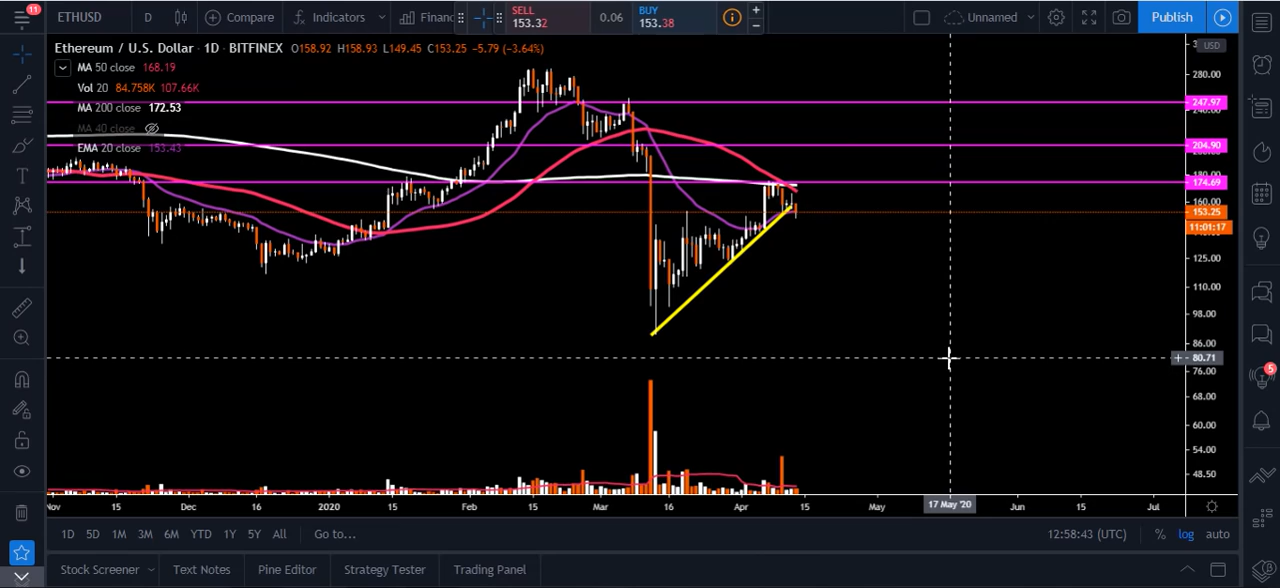 11
ETHUSD D Compare Indicators Financ SELL 153.32 0.06 BUY 153.38 Unnamed Publish
Ethereum / U.S. Dollar · 1D · BITFINEX O158.92 H158.93 L149.45 C153.25 −5.79 (−3.64%)
USD
MA 50 close 168.19
280.00
Vol 20 84.758K 107.66K
MA 200 close 172.53
247.97
MA 40 close
EMA 20 close 153.43
204.90
174.69
160.00
153.25
11:01:17
125.00
110.00
98.00
86.00
80.71
76.00
5
68.00
60.00
54.00
48.50
Nov 15 Dec 16 2020 15 Feb 15 Mar 16 Apr 15 May 17 May '20 Jun 15 Jul
1D 5D 1M 3M 6M YTD 1Y 5Y All Go to... 12:58:43 (UTC) % log auto
Stock Screener Text Notes Pine Editor Strategy Tester Trading Panel